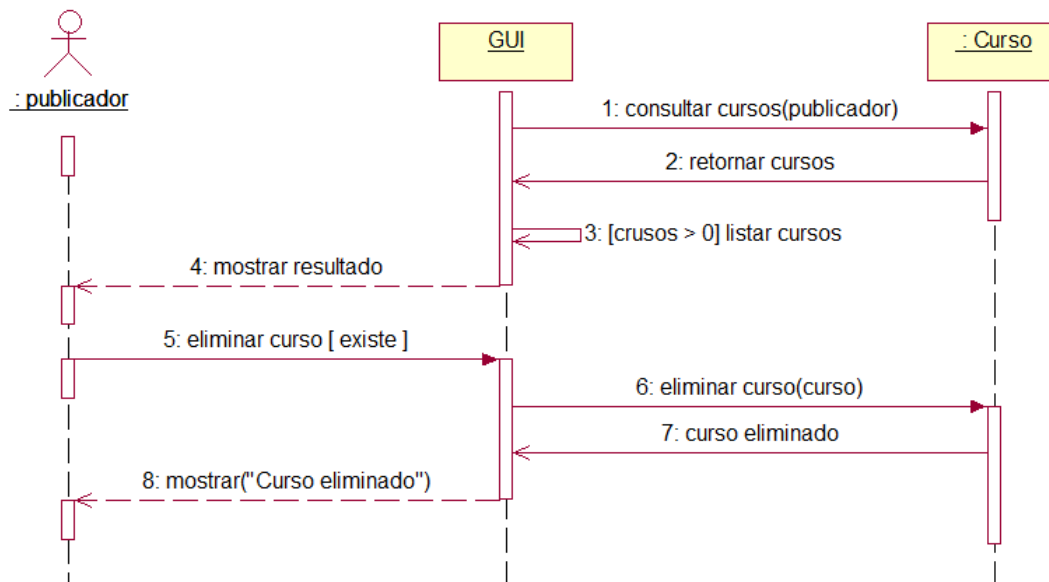 GUI
: Curso
: publicador
1: consultar cursos(publicador)
2: retornar cursos
3: [crusos > 0] listar cursos
4: mostrar resultado
5: eliminar curso [ existe ]
6: eliminar curso(curso)
7: curso eliminado
8: mostrar("Curso eliminado")